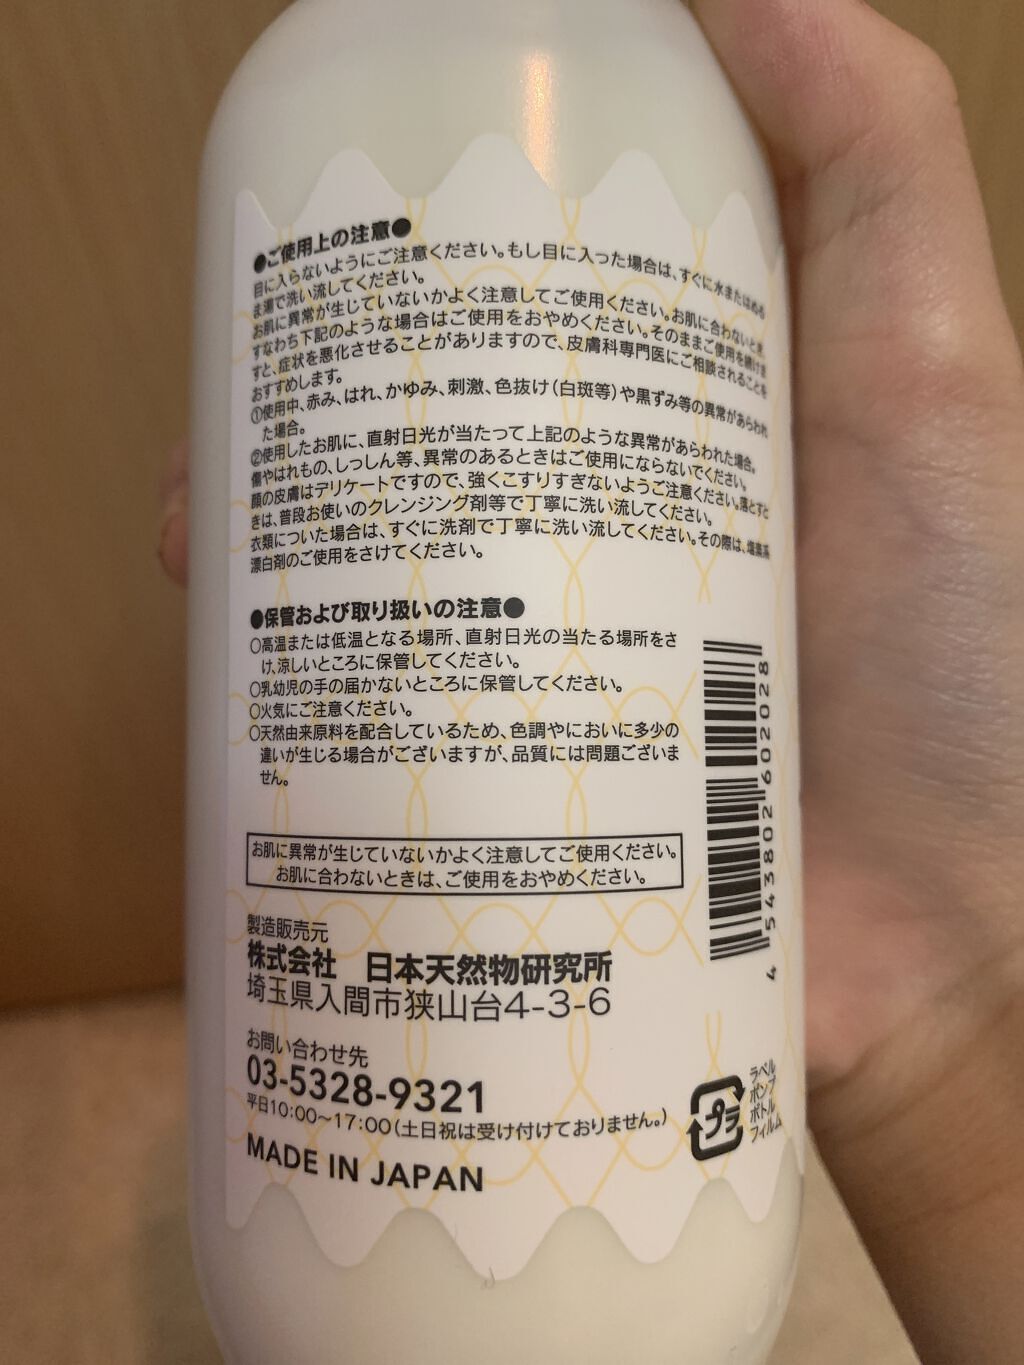 ●ご使用上の注意●
目に入らないようにご注意ください。もし目に入った場合は、すぐに水またはぬる
ま湯で洗い流してください。
お肌に異常が生じていないかよく注意してご使用ください。お肌に合わないとき、
すなわち下記のような場合はご使用をおやめください。そのままご使用を続けま
すと、症状を悪化させることがありますので、皮膚科専門医にご相談されることを
おすすめします。
①使用中、赤み、はれ、かゆみ、刺激、色抜け(白斑等)や黒ずみ等の異常があらわれ
た場合。
②使用したお肌に、直射日光が当たって上記のような異常があらわれた場合。
傷やはれもの、しっしん等、異常のあるときはご使用にならないでください。
顔の皮膚はデリケートですので、強くこすりすぎないようご注意ください。落とすと
きは、普段お使いのクレンジング剤等で丁寧に洗い流してください。
衣類についた場合は、すぐに洗剤で丁寧に洗い流してください。その際は、塩素系
漂白剤のご使用をさけてください。
●保管および取り扱いの注意●
○高温または低温となる場所、直射日光の当たる場所をさ
け、涼しいところに保管してください。
○乳幼児の手の届かないところに保管してください。
○火気にご注意ください。
○天然由来原料を配合しているため、色調やにおいに多少の
違いが生じる場合がございますが、品質には問題ございま
せん。
お肌に異常が生じていないかよく注意してご使用ください。
お肌に合わないときは、ご使用をおやめください。
製造販売元
株式会社 日本天然物研究所
埼玉県入間市狭山台4-3-6
お問い合わせ先
03-5328-9321
平日10:00～17:00(土日祝は受け付けておりません。)
MADE IN JAPAN
4 543802 602028
プラ
ラベル
ポンプ
ボトル
フィルム